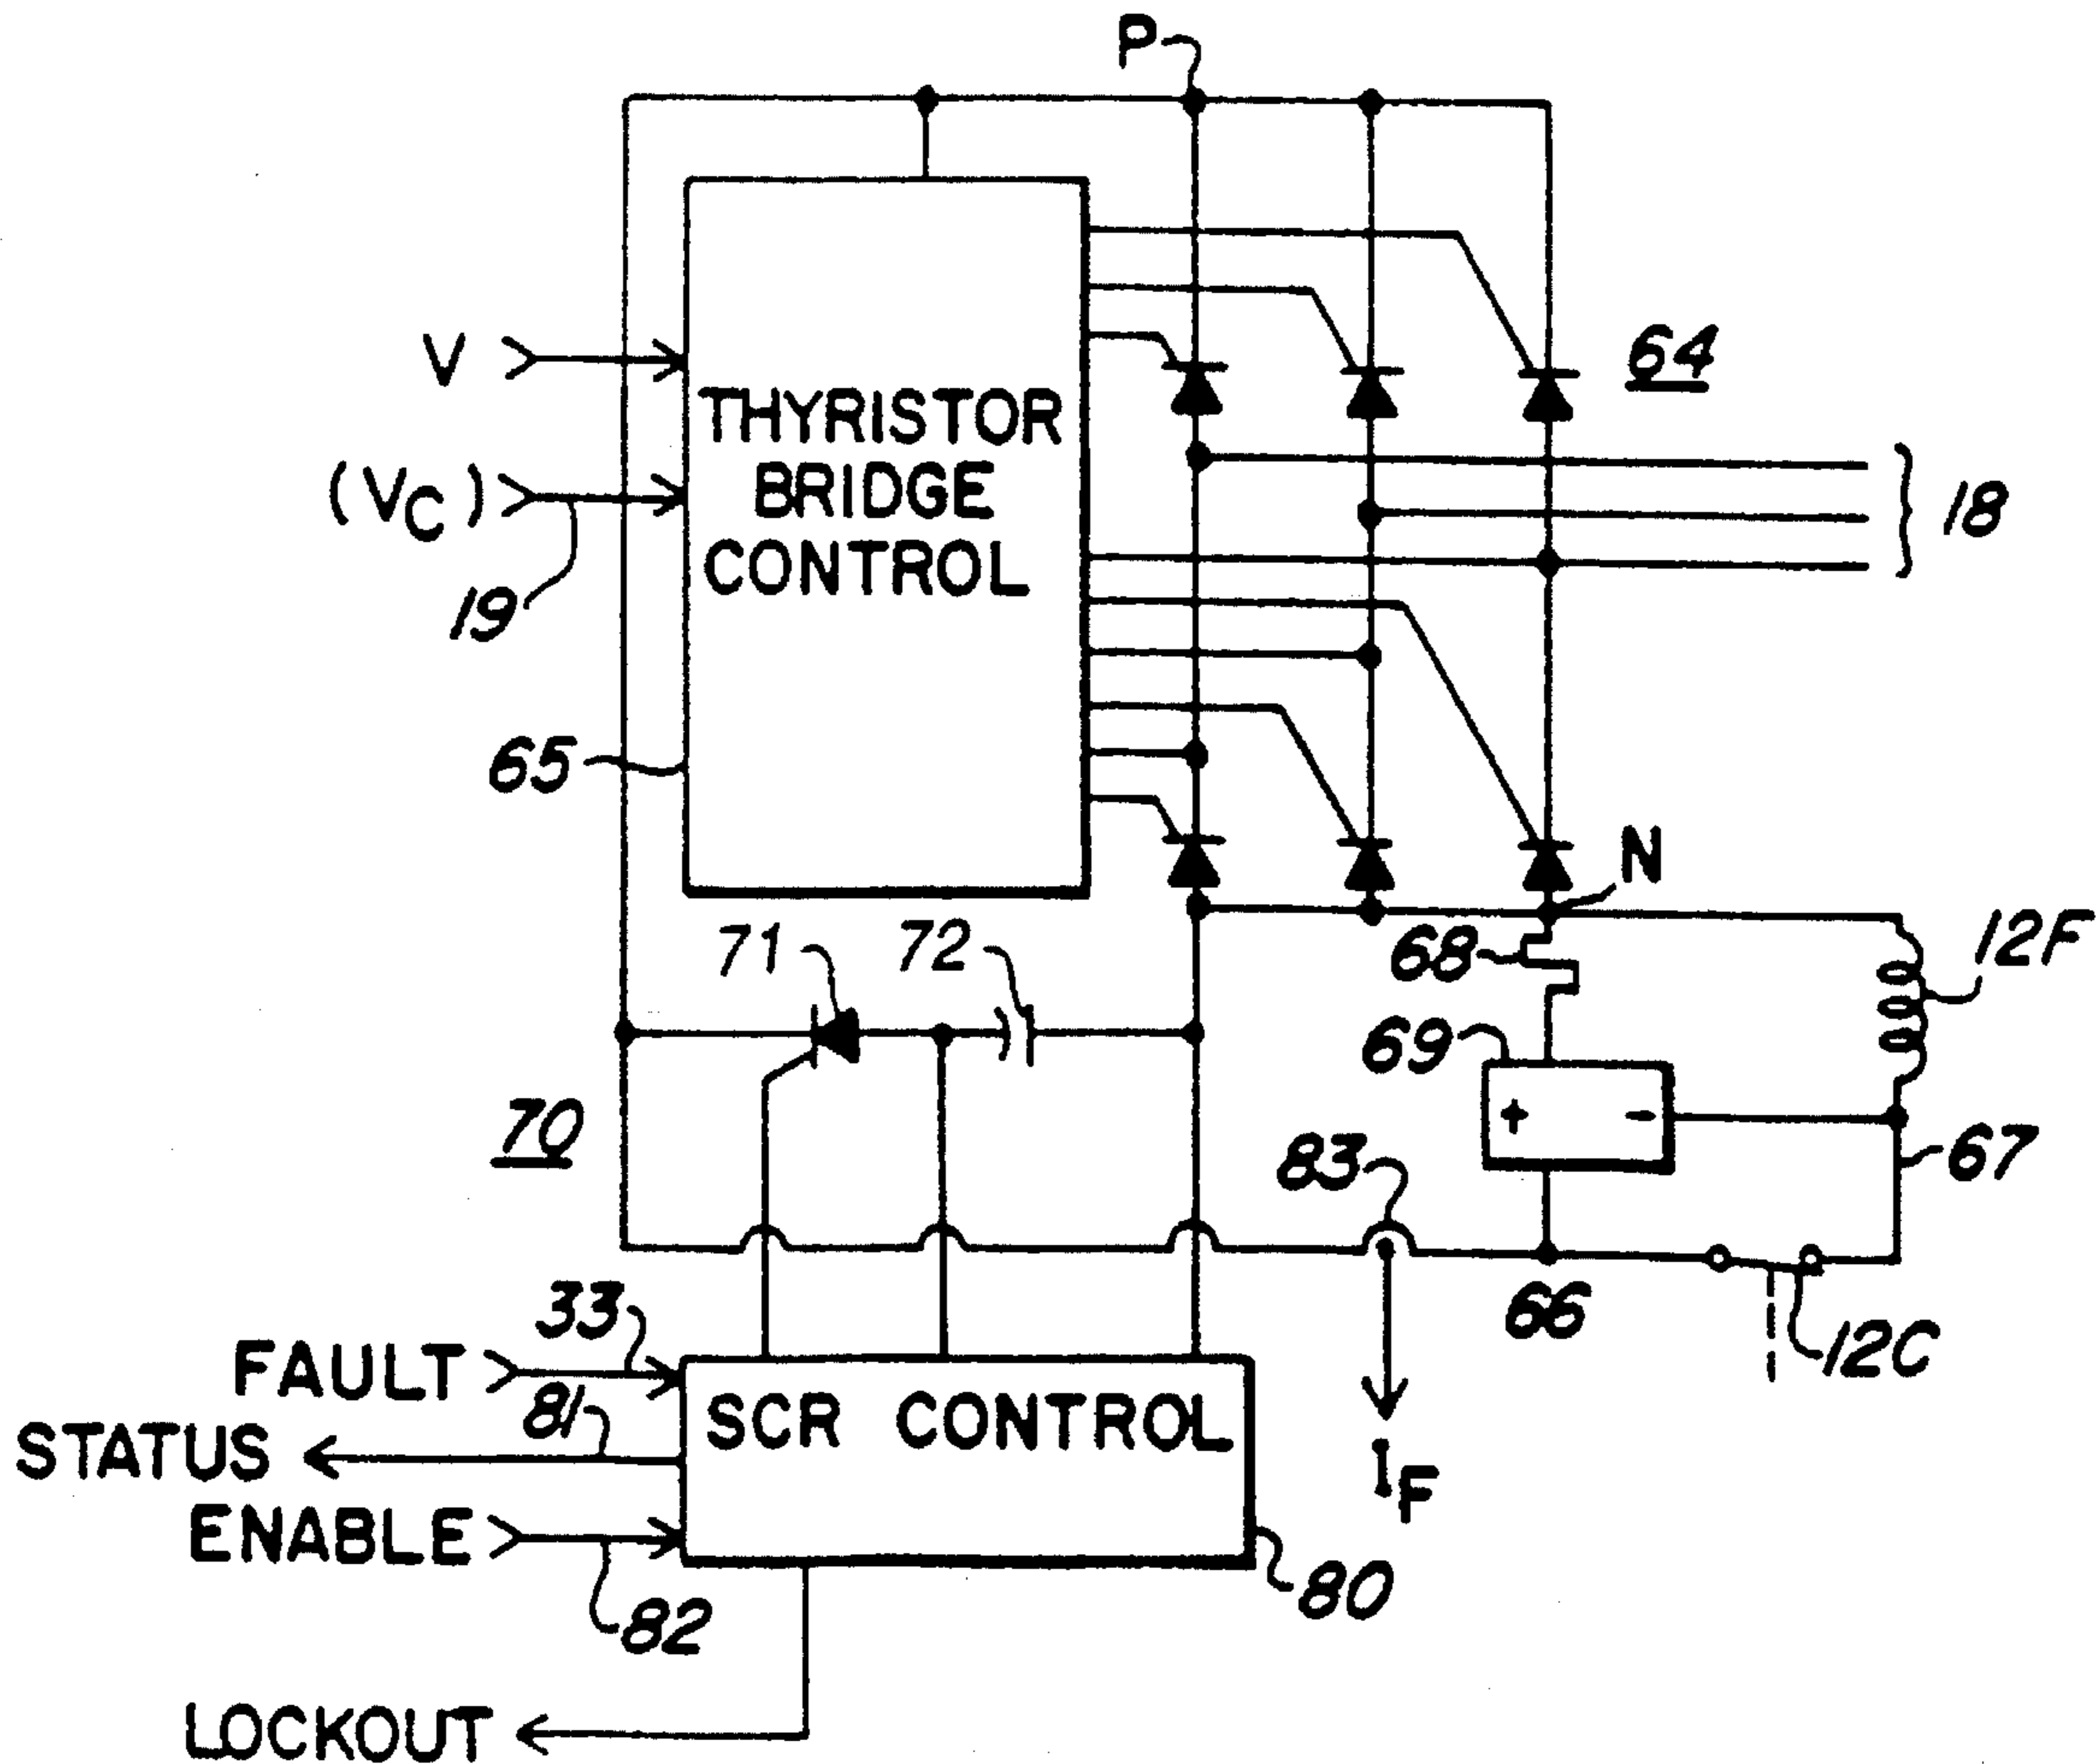 P
V
THYRISTOR
BRIDGE
CONTROL
64
(VC)
18
19
65
N
71
72
68
12F
69
+ -
70
83
67
33
66
12C
FAULT
SCR CONTROL
81
STATUS
IF
ENABLE
80
82
LOCKOUT